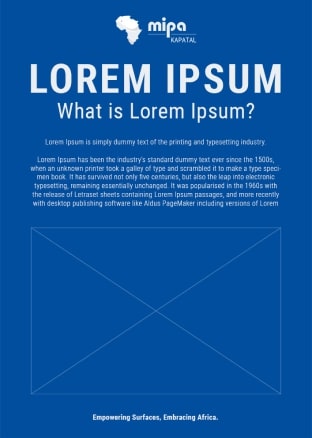 mipa
KAPATAL
LOREM IPSUM
What is Lorem Ipsum?
Lorem Ipsum is simply dummy text of the printing and typesetting industry.
Lorem Ipsum has been the industry's standard dummy text ever since the 1500s,
when an unknown printer took a galley of type and scrambled it to make a type speci-
men book. It has survived not only five centuries, but also the leap into electronic
typesetting, remaining essentially unchanged. It was popularised in the 1960s with
the release of Letraset sheets containing Lorem Ipsum passages, and more recently
with desktop publishing software like Aldus PageMaker including versions of Lorem
Empowering Surfaces, Embracing Africa.